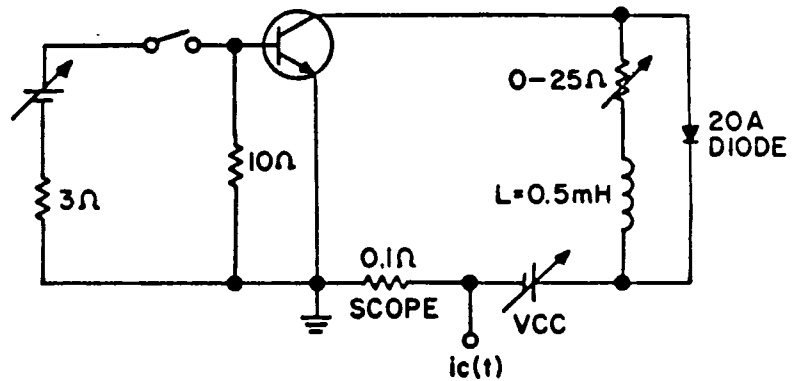 0-25Ω
20A
DIODE
10Ω
3Ω
L=0.5mH
0.1Ω
SCOPE
VCC
ic(t)